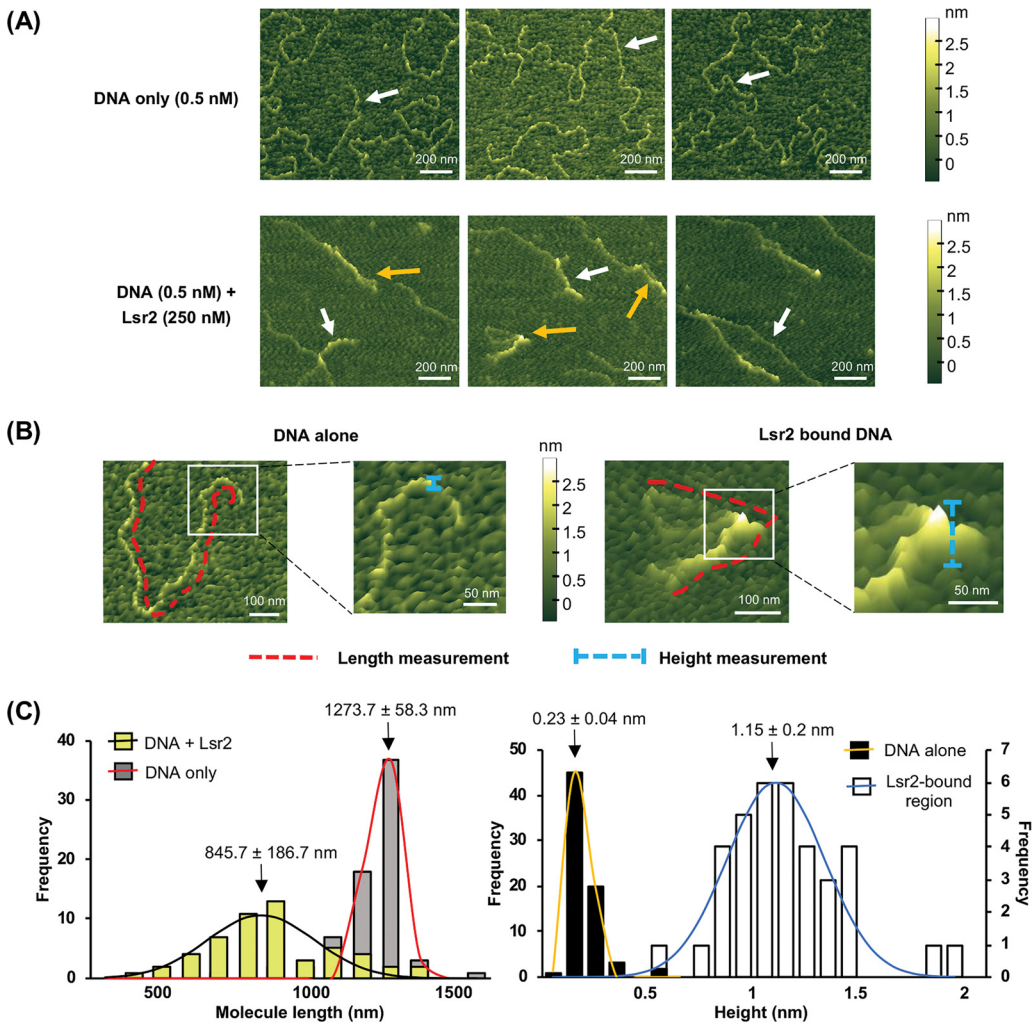 (A)
DNA only (0.5 nM)
200 nm
200 nm
200 nm
nm
2.5
2
1.5
1
0.5
0
DNA (0.5 nM) +
Lsr2 (250 nM)
200 nm
200 nm
200 nm
nm
2.5
2
1.5
1
0.5
0
(B)
DNA alone
Lsr2 bound DNA
100 nm
50 nm
nm
2.5
2
1.5
1
0.5
0
100 nm
50 nm
Length measurement
Height measurement
(C)
1273.7 ± 58.3 nm
DNA + Lsr2
DNA only
845.7 ± 186.7 nm
Frequency
40
30
20
10
0
500
1000
1500
Molecule length (nm)
0.23 ± 0.04 nm
1.15 ± 0.2 nm
DNA alone
Lsr2-bound
region
Frequency
50
40
30
20
10
0
7
6
5
4
3
2
1
0
Frequency
0.5
1
1.5
2
Height (nm)